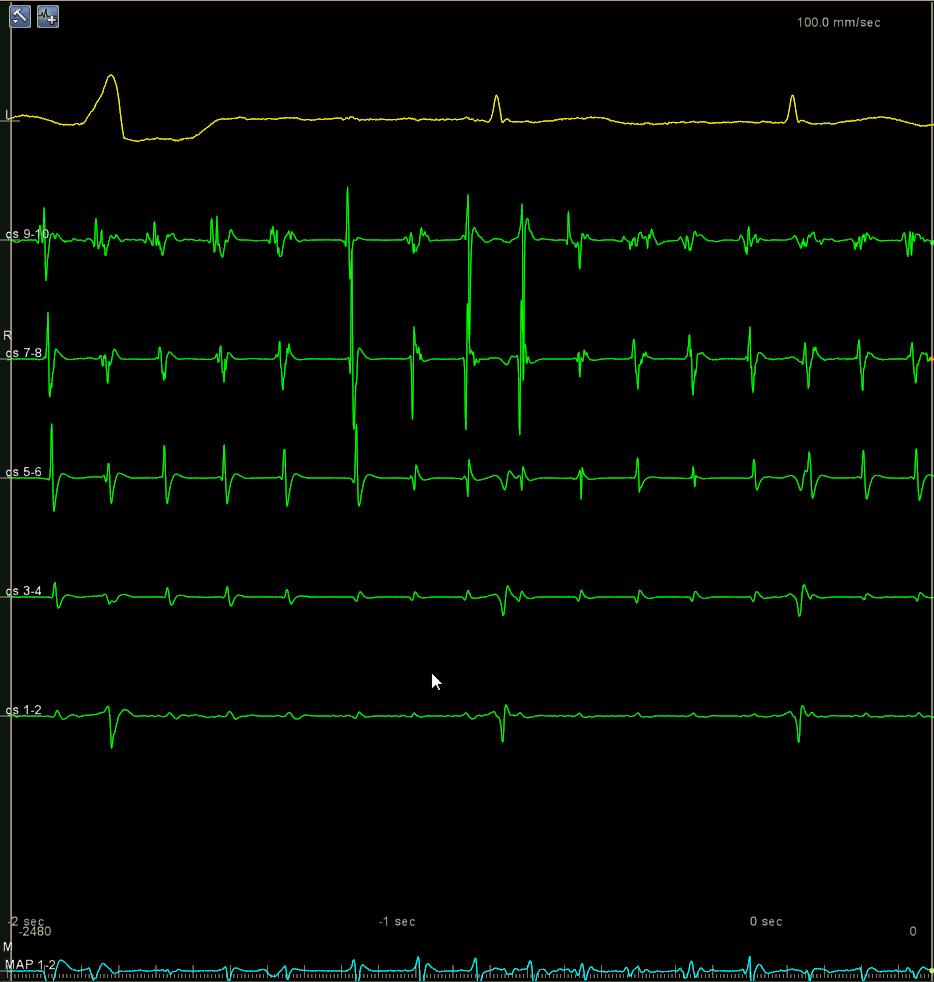 100.0 mm/sec
cs 9-10
R
cs 7-8
cs 5-6
cs 3-4
cs 1-2
-2 sec
-1 sec
0 sec
-2480
0
M
MAP 1-2